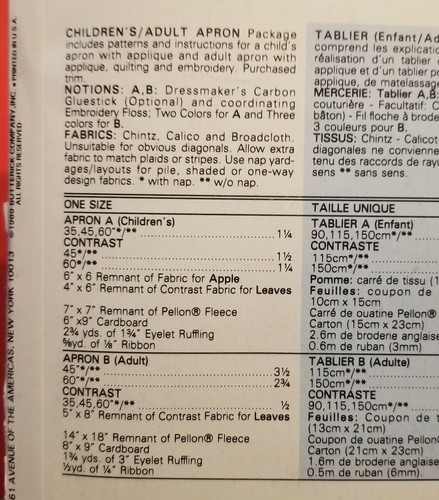 CHILDREN'S/ADULT APRON Package
includes patterns and instructions for a child's
apron with applique and adult apron with
applique, quilting and embroidery. Purchased
trim.
NOTIONS: A,B: Dressmaker's Carbon
Gluestick (Optional) and coordinating
Embroidery Floss; Two Colors for A and Three
colors for B.
FABRICS: Chintz, Calico and Broadcloth.
Unsuitable for obvious diagonals. Allow extra
fabric to match plaids or stripes. Use nap yard-
ages/layouts for pile, shaded or one-way
design fabrics. * with nap. ** w/o nap.
ONE SIZE
APRON A (Children's)
35,45,60"*/** 1¼
CONTRAST
45"*/** 1½
60"*/** 1¼
6" x 6 Remnant of Fabric for Apple
4" x 6" Remnant of Contrast Fabric for Leaves
7" x 7" Remnant of Pellon® Fleece
6" x9" Cardboard
2¾ yds. of 1¾" Eyelet Ruffling
⅝yd. of ⅛" Ribbon
APRON B (Adult)
45"*/** 3½
60"*/** 2¾
CONTRAST
35,45,60"*/** ½
5" x 8" Remnant of Contrast Fabric for Leaves
14" x 18" Remnant of Pellon® Fleece
8" x 9" Cardboard
1¾ yds. of 3" Eyelet Ruffling
½yd. of ¼" Ribbon
TABLIER (Enfant/Ad
comprend les explicatio
réalisation d'un tablier
applique et d'un tablier p
applique, de matelassage
MERCERIE: Tablier A,B:
couturière - Facultatif: C
bâton) - Fil floche à brode
3 couleurs pour B.
TISSUS: Chintz - Calicot
diagonales ne convienne
tenu des raccords de rayu
sens ** sans sens.
TAILLE UNIQUE
TABLIER A (Enfant)
90,115,150cm*/**
CONTRASTE
115cm*/**
150cm*/**
Pomme: carré de tissu (1
Feuilles: coupon de
10cm x 15cm
Carré de ouatine Pellon®
Carton (15cm x 23cm)
2.6m de broderie anglaise
0.6m de ruban (3mm)
TABLIER B (Adulte)
115cm*/**
150cm*/**
CONTRASTE
90,115,150cm*/**
Feuilles: coupon de t
(13cm x 21cm)
Coupon de ouatine Pellon®
Carton (21cm x 23cm)
1.6m de broderie anglaise
0.5m de ruban (6mm).
61 AVENUE OF THE AMERICAS, NEW YORK 10013 ©1989 BUTTERICK COMPANY, INC. • PRINTED IN U.S.A.
ALL RIGHTS RESERVED